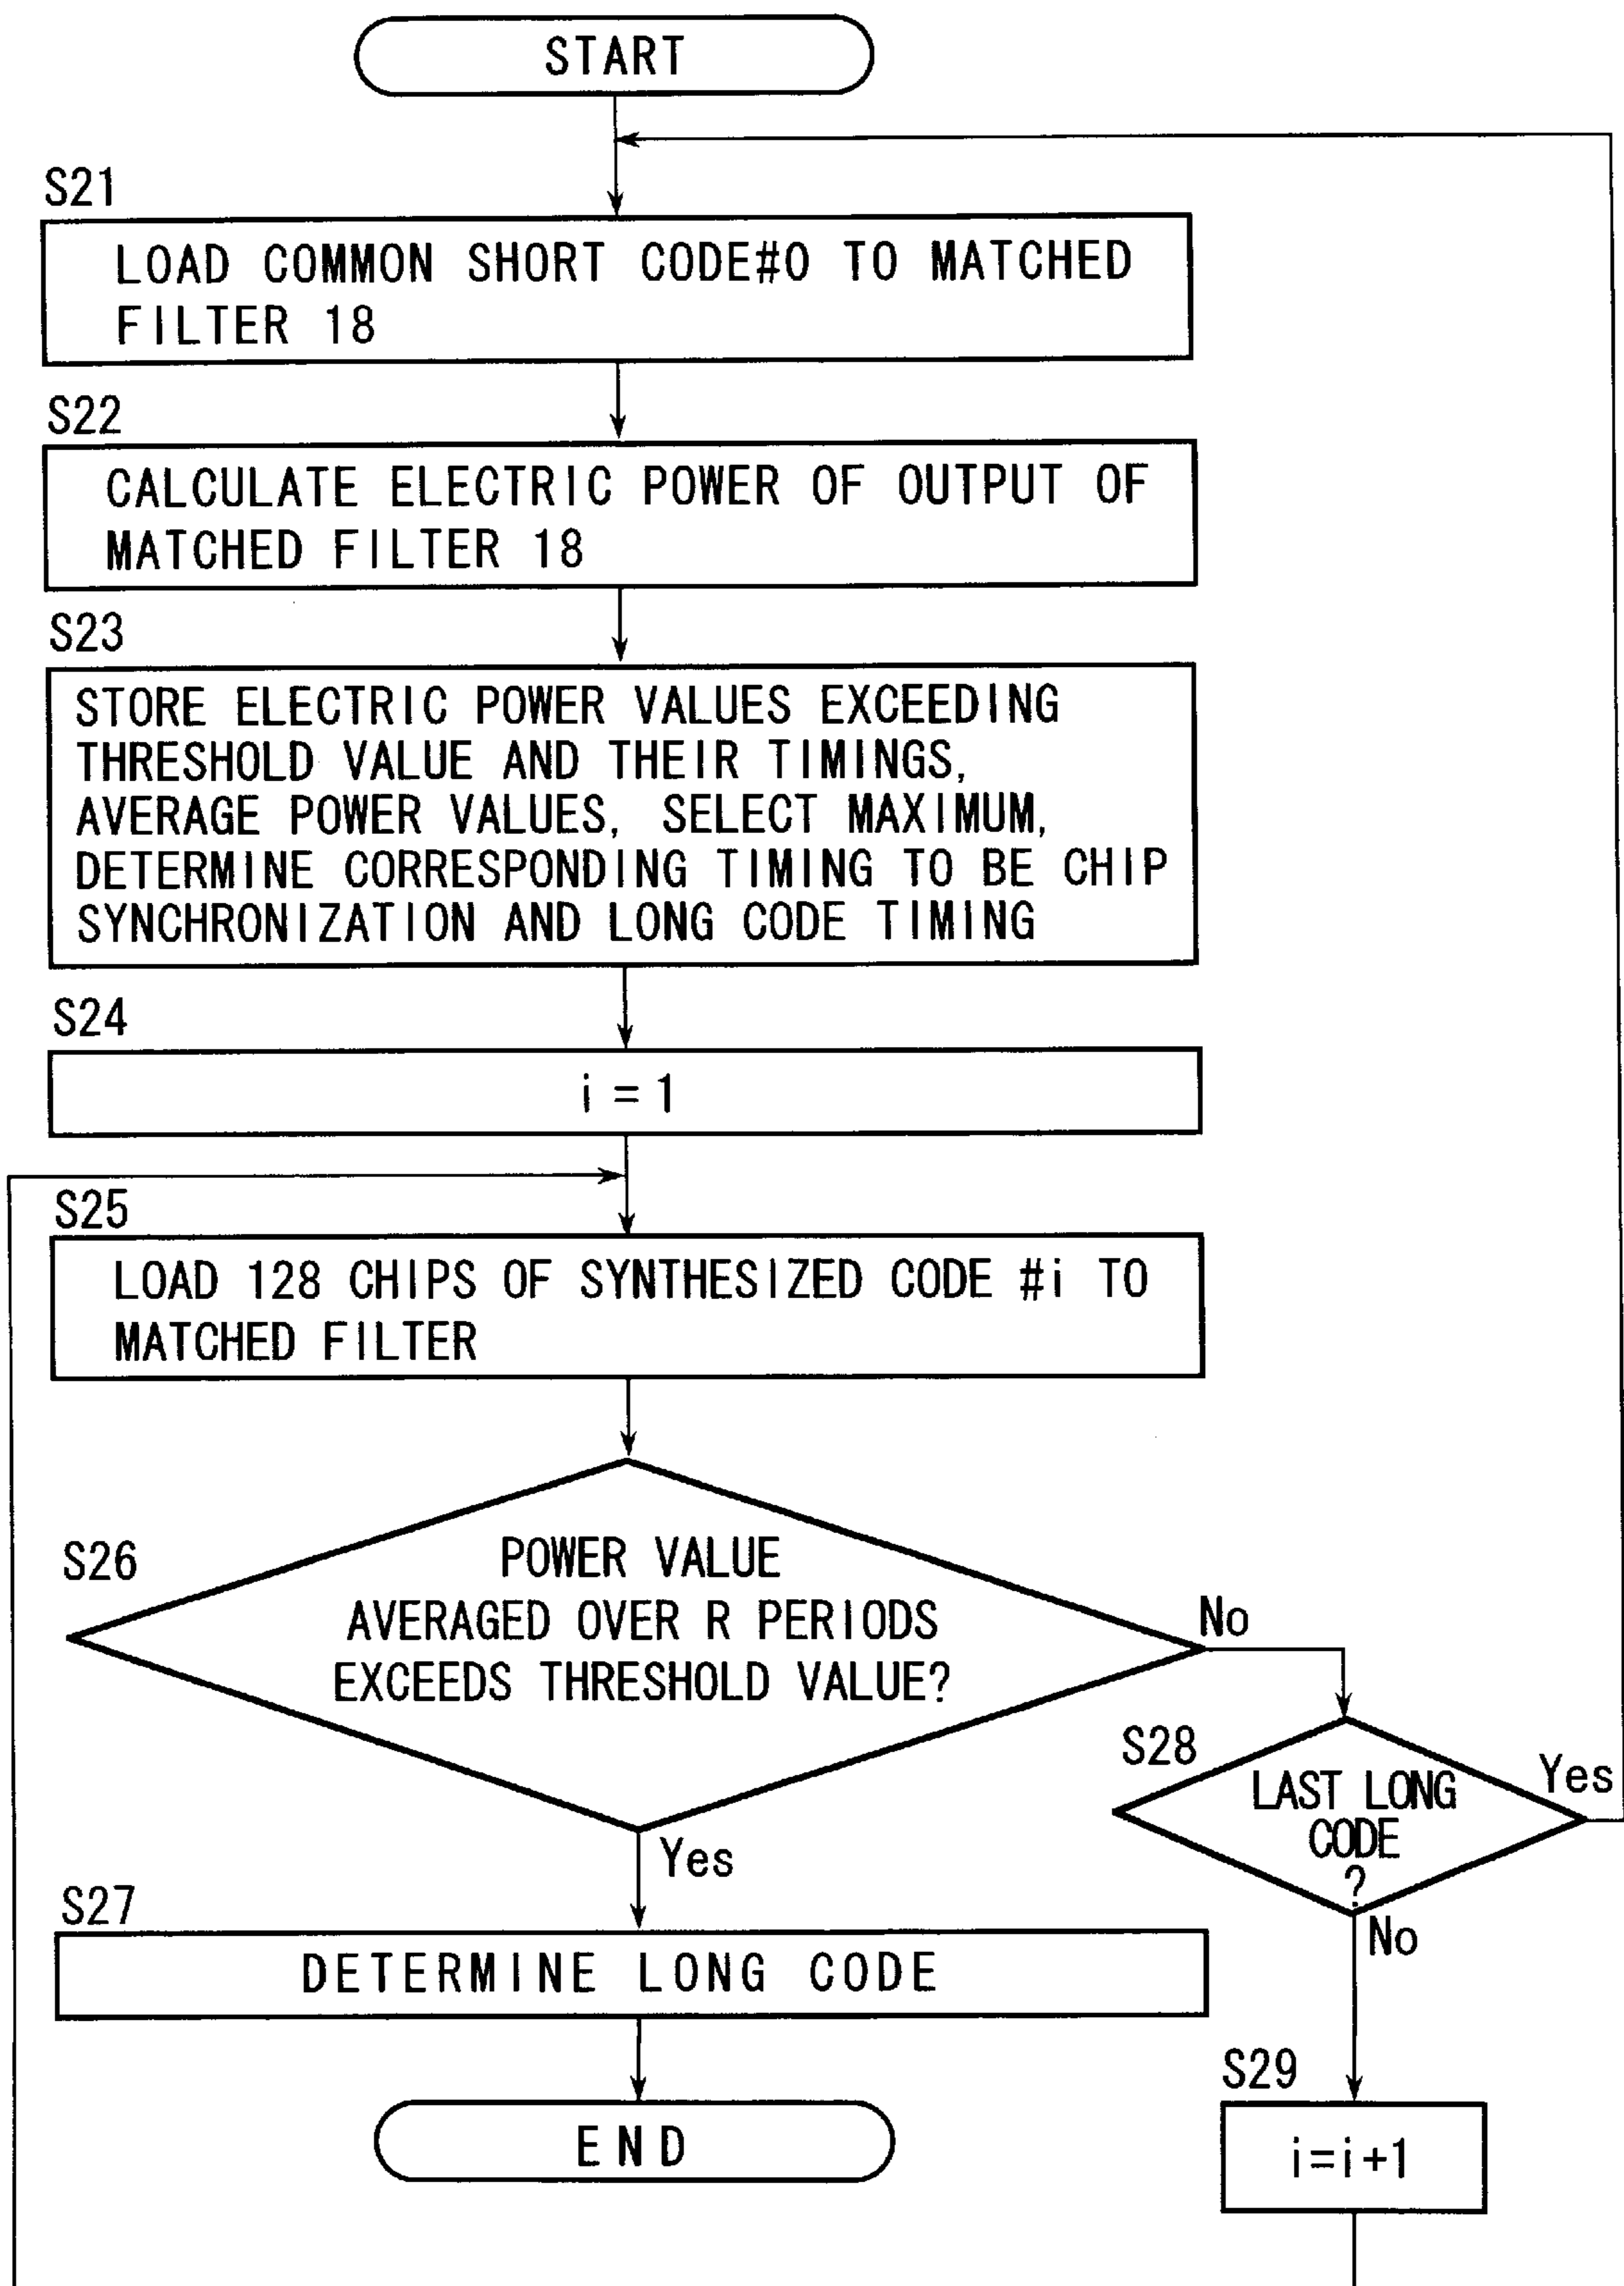 START
S21
LOAD COMMON SHORT CODE#0 TO MATCHED
FILTER 18
S22
CALCULATE ELECTRIC POWER OF OUTPUT OF
MATCHED FILTER 18
S23
STORE ELECTRIC POWER VALUES EXCEEDING
THRESHOLD VALUE AND THEIR TIMINGS,
AVERAGE POWER VALUES, SELECT MAXIMUM,
DETERMINE CORRESPONDING TIMING TO BE CHIP
SYNCHRONIZATION AND LONG CODE TIMING
S24
i = 1
S25
LOAD 128 CHIPS OF SYNTHESIZED CODE #i TO
MATCHED FILTER
S26
POWER VALUE
AVERAGED OVER R PERIODS
EXCEEDS THRESHOLD VALUE?
No
Yes
S28
LAST LONG
CODE
?
Yes
No
S27
DETERMINE LONG CODE
END
S29
i=i+1